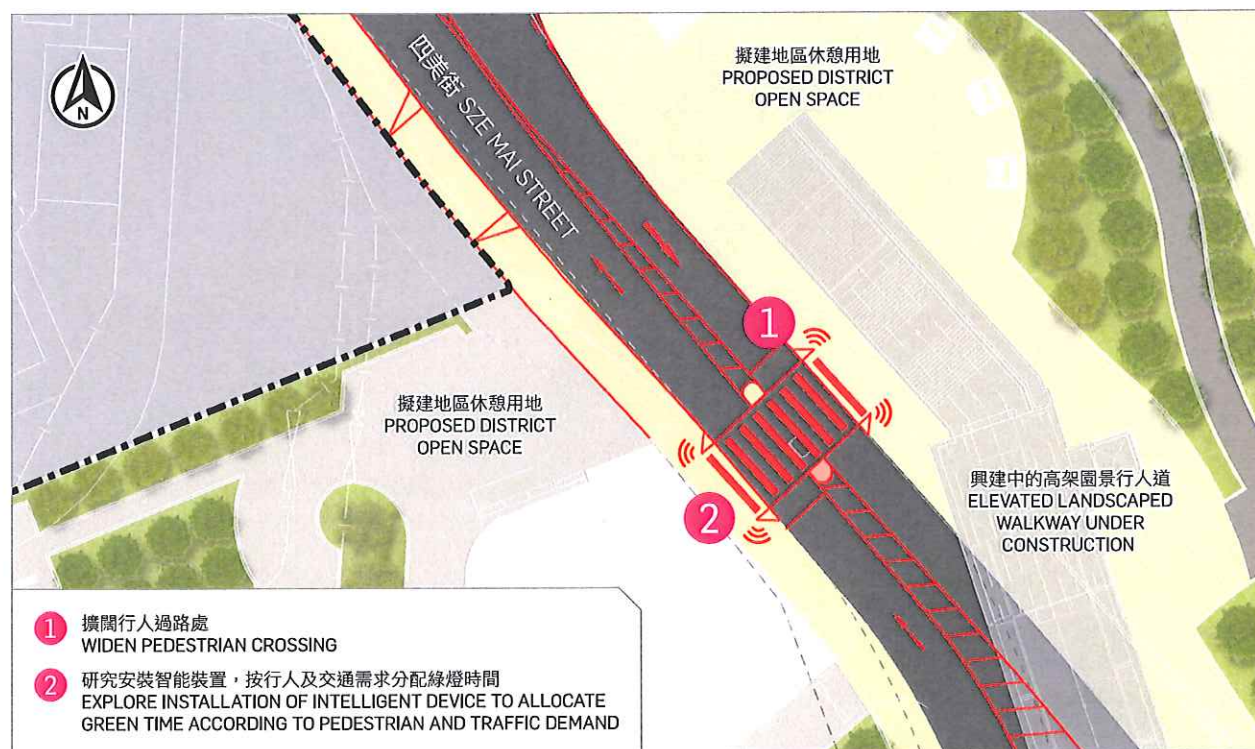 N
四美街 SZE MAI STREET
擬建地區休憩用地
PROPOSED DISTRICT
OPEN SPACE
1
擬建地區休憩用地
PROPOSED DISTRICT
OPEN SPACE
興建中的高架園景行人道
ELEVATED LANDSCAPED
WALKWAY UNDER
CONSTRUCTION
2
1 擴闊行人過路處
WIDEN PEDESTRIAN CROSSING
2 研究安裝智能裝置，按行人及交通需求分配綠燈時間
EXPLORE INSTALLATION OF INTELLIGENT DEVICE TO ALLOCATE
GREEN TIME ACCORDING TO PEDESTRIAN AND TRAFFIC DEMAND